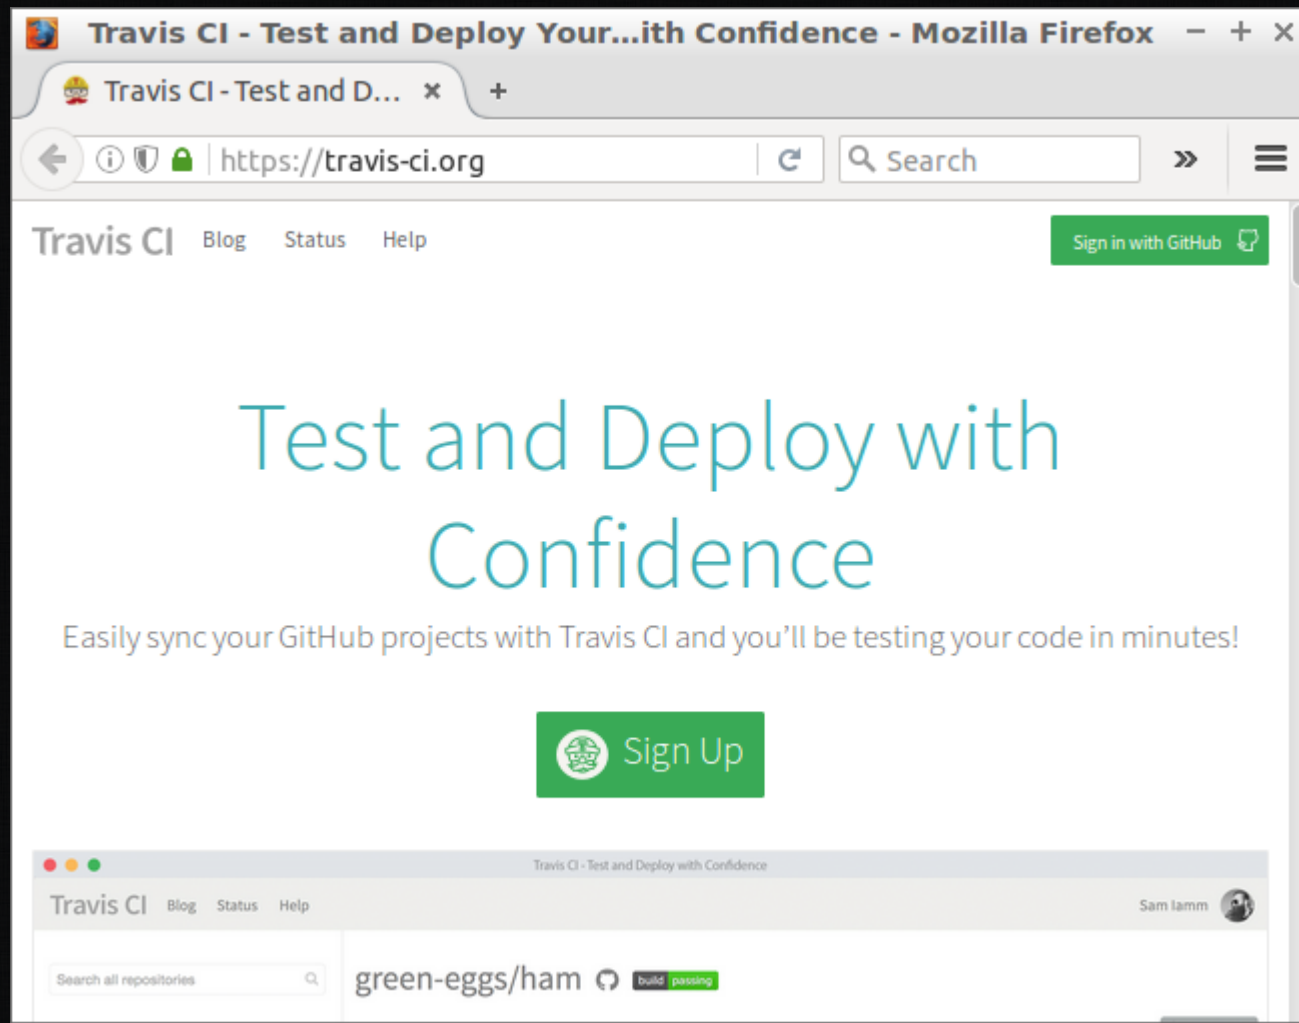 Travis CI - Test and Deploy Your...ith Confidence - Mozilla Firefox
Travis CI - Test and D...
https://travis-ci.org
Search
Travis CI Blog Status Help
Sign in with GitHub
Test and Deploy with
Confidence
Easily sync your GitHub projects with Travis CI and you'll be testing your code in minutes!
Sign Up
Travis CI - Test and Deploy with Confidence
Travis CI Blog Status Help
Sam Iamm
Search all repositories
green-eggs/ham build passing